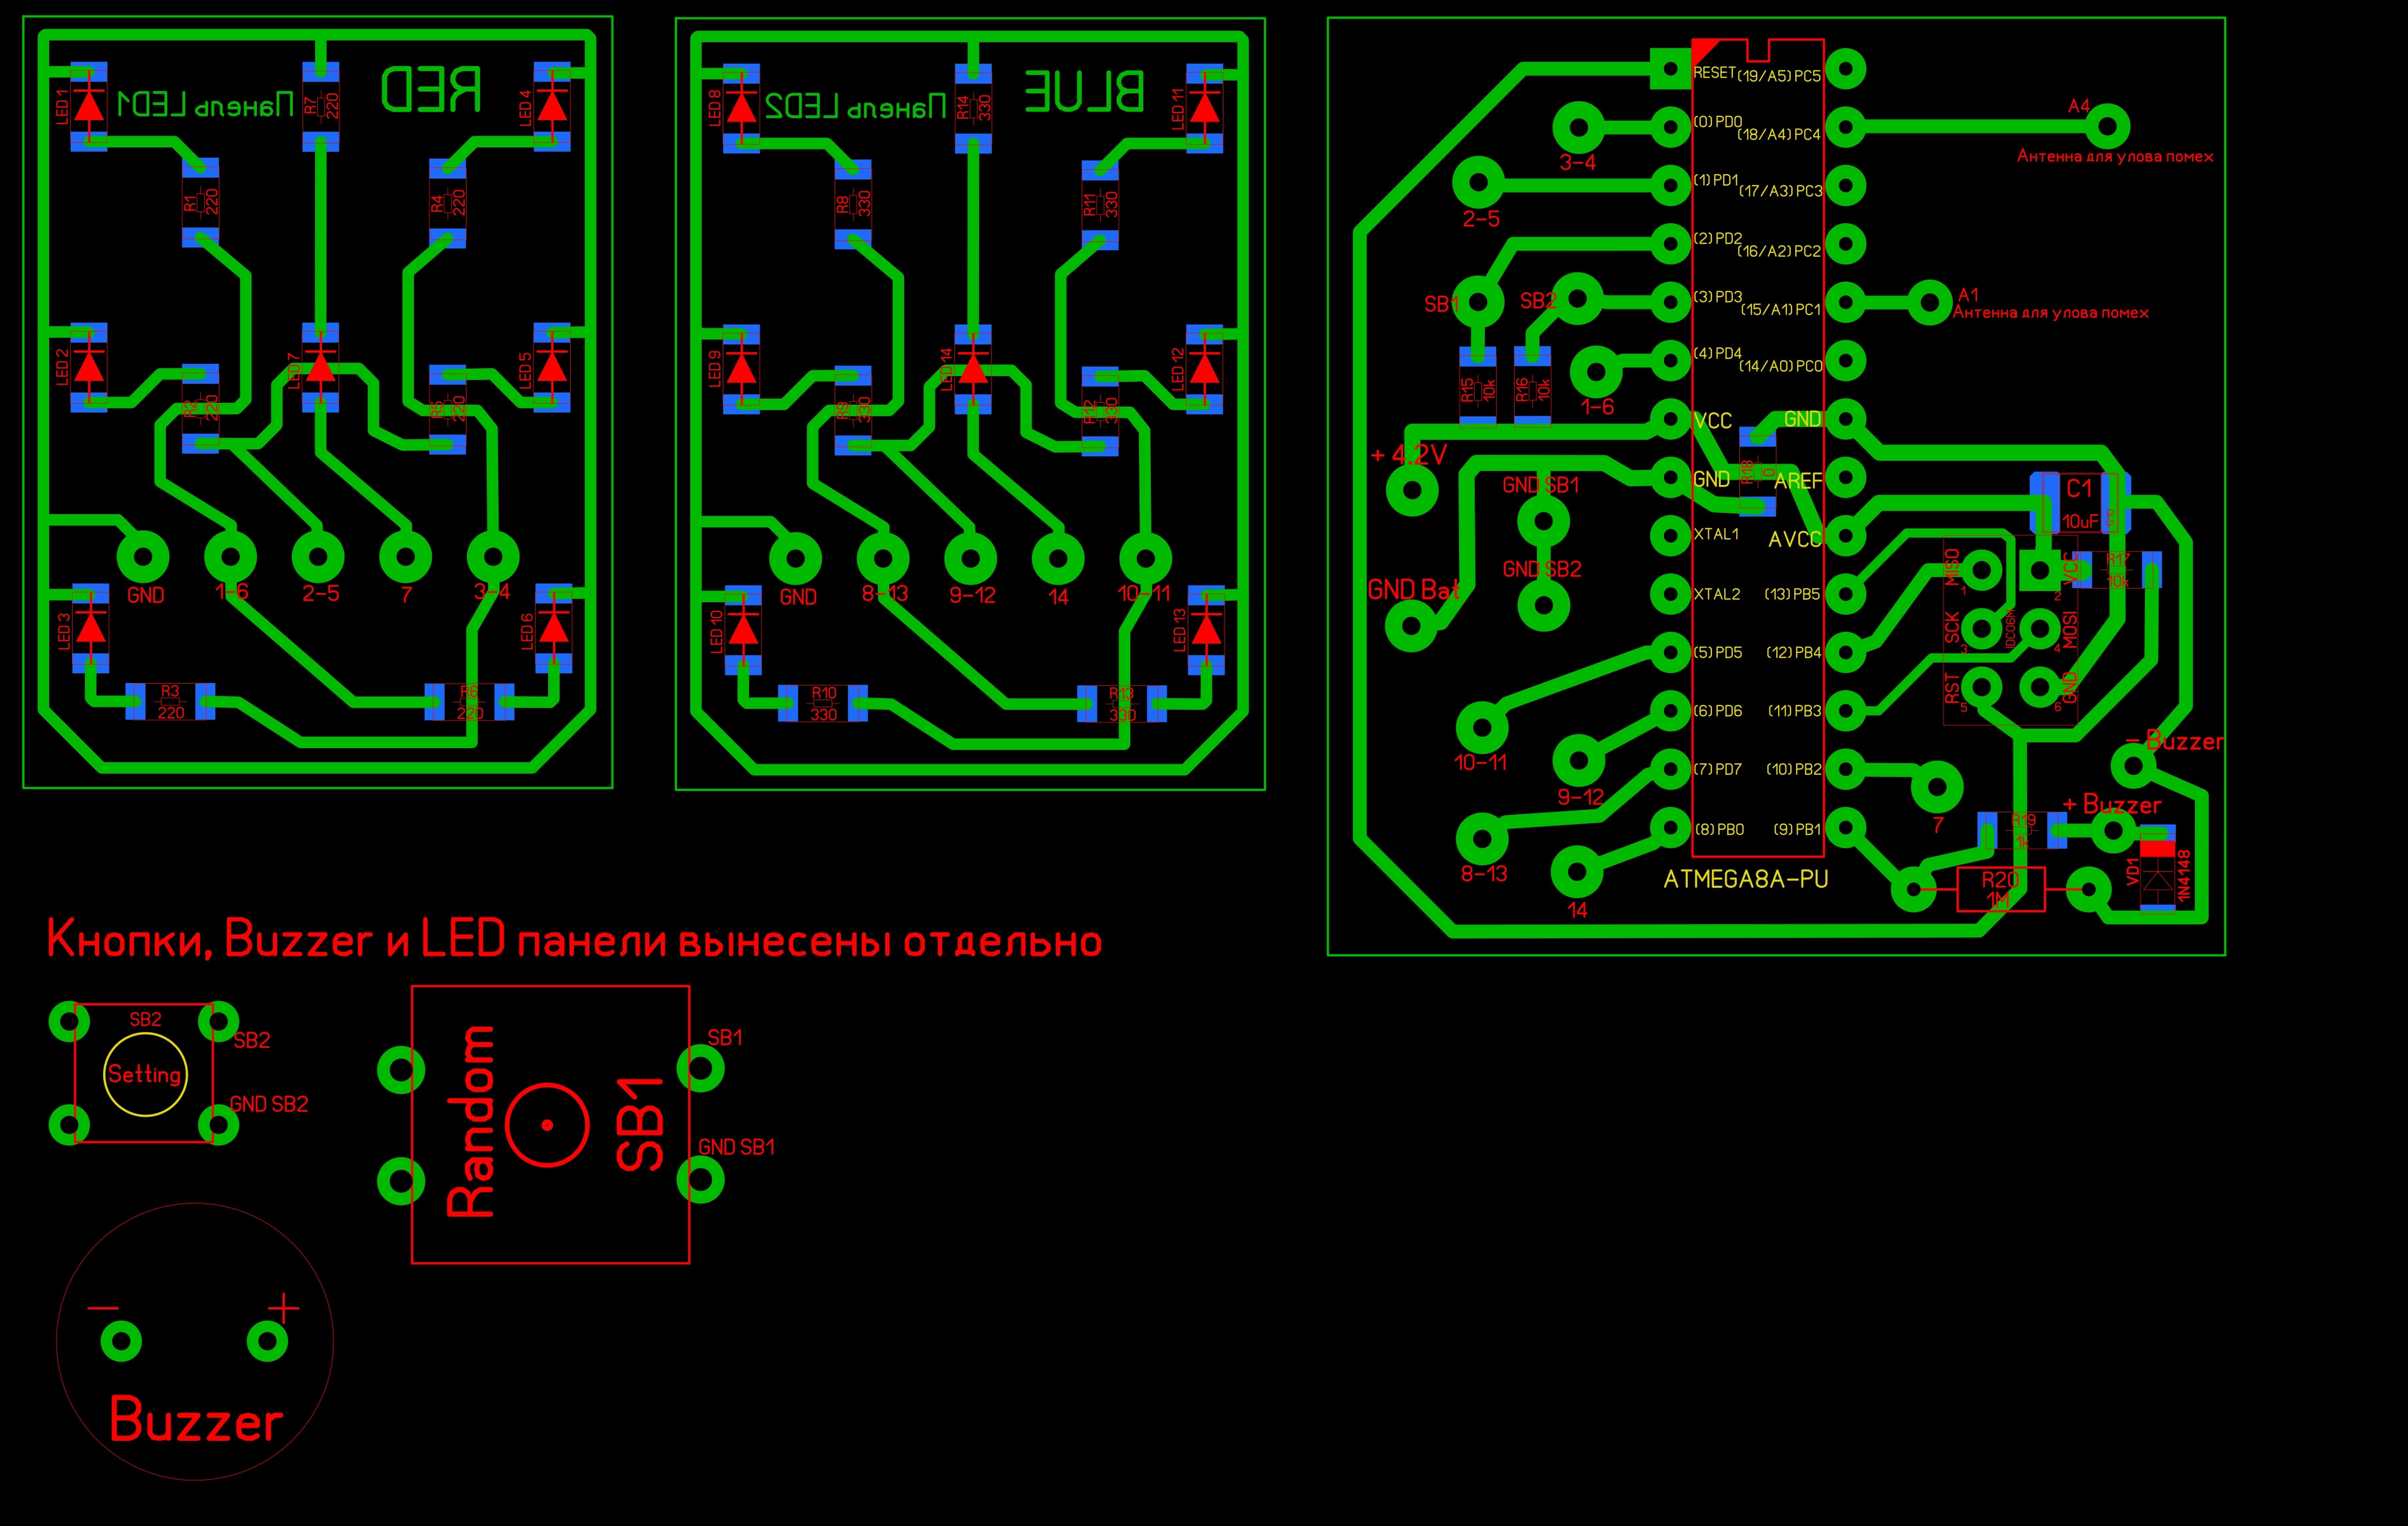 RED
Панель LED1
LED 1
R7
220
LED 4
R1
220
R4
220
LED 2
LED 7
LED 5
R2
220
R5
220
GND
1-6
2-5
7
3-4
LED 3
LED 6
R3
220
R6
220
BLUE
Панель LED2
LED 8
R14
330
LED 11
R8
330
R11
330
LED 9
LED 14
LED 12
R9
330
R12
330
GND
8-13
9-12
14
10-11
LED 10
LED 13
R10
330
R13
330
RESET
(19/A5) PC5
A4
Антенна для улова помех
(0) PD0
(18/A4) PC4
3-4
(1) PD1
(17/A3) PC3
2-5
(2) PD2
(16/A2) PC2
SB1
SB2
(3) PD3
(15/A1) PC1
A1
Антенна для улова помех
(4) PD4
(14/A0) PC0
R15
10k
R16
10k
1-6
VCC
GND
+ 4.2V
R18
0
GND
AREF
GND SB1
C1
10uF
XTAL1
AVCC
GND SB2
GND Bat
XTAL2
(13) PB5
MISO
VCC
R17
10k
1
2
SCK
IDC06M
MOSI
3
4
RST
GND
5
6
(5) PD5
(12) PB4
(6) PD6
(11) PB3
10-11
(7) PD7
(10) PB2
9-12
7
- Buzzer
+ Buzzer
(8) PB0
(9) PB1
R19
1k
8-13
14
ATMEGA8A-PU
R20
1M
VD1
1N4148
Кнопки, Buzzer и LED панели вынесены отдельно
SB2
SB2
Setting
GND SB2
Random
SB1
SB1
GND SB1
− +
Buzzer